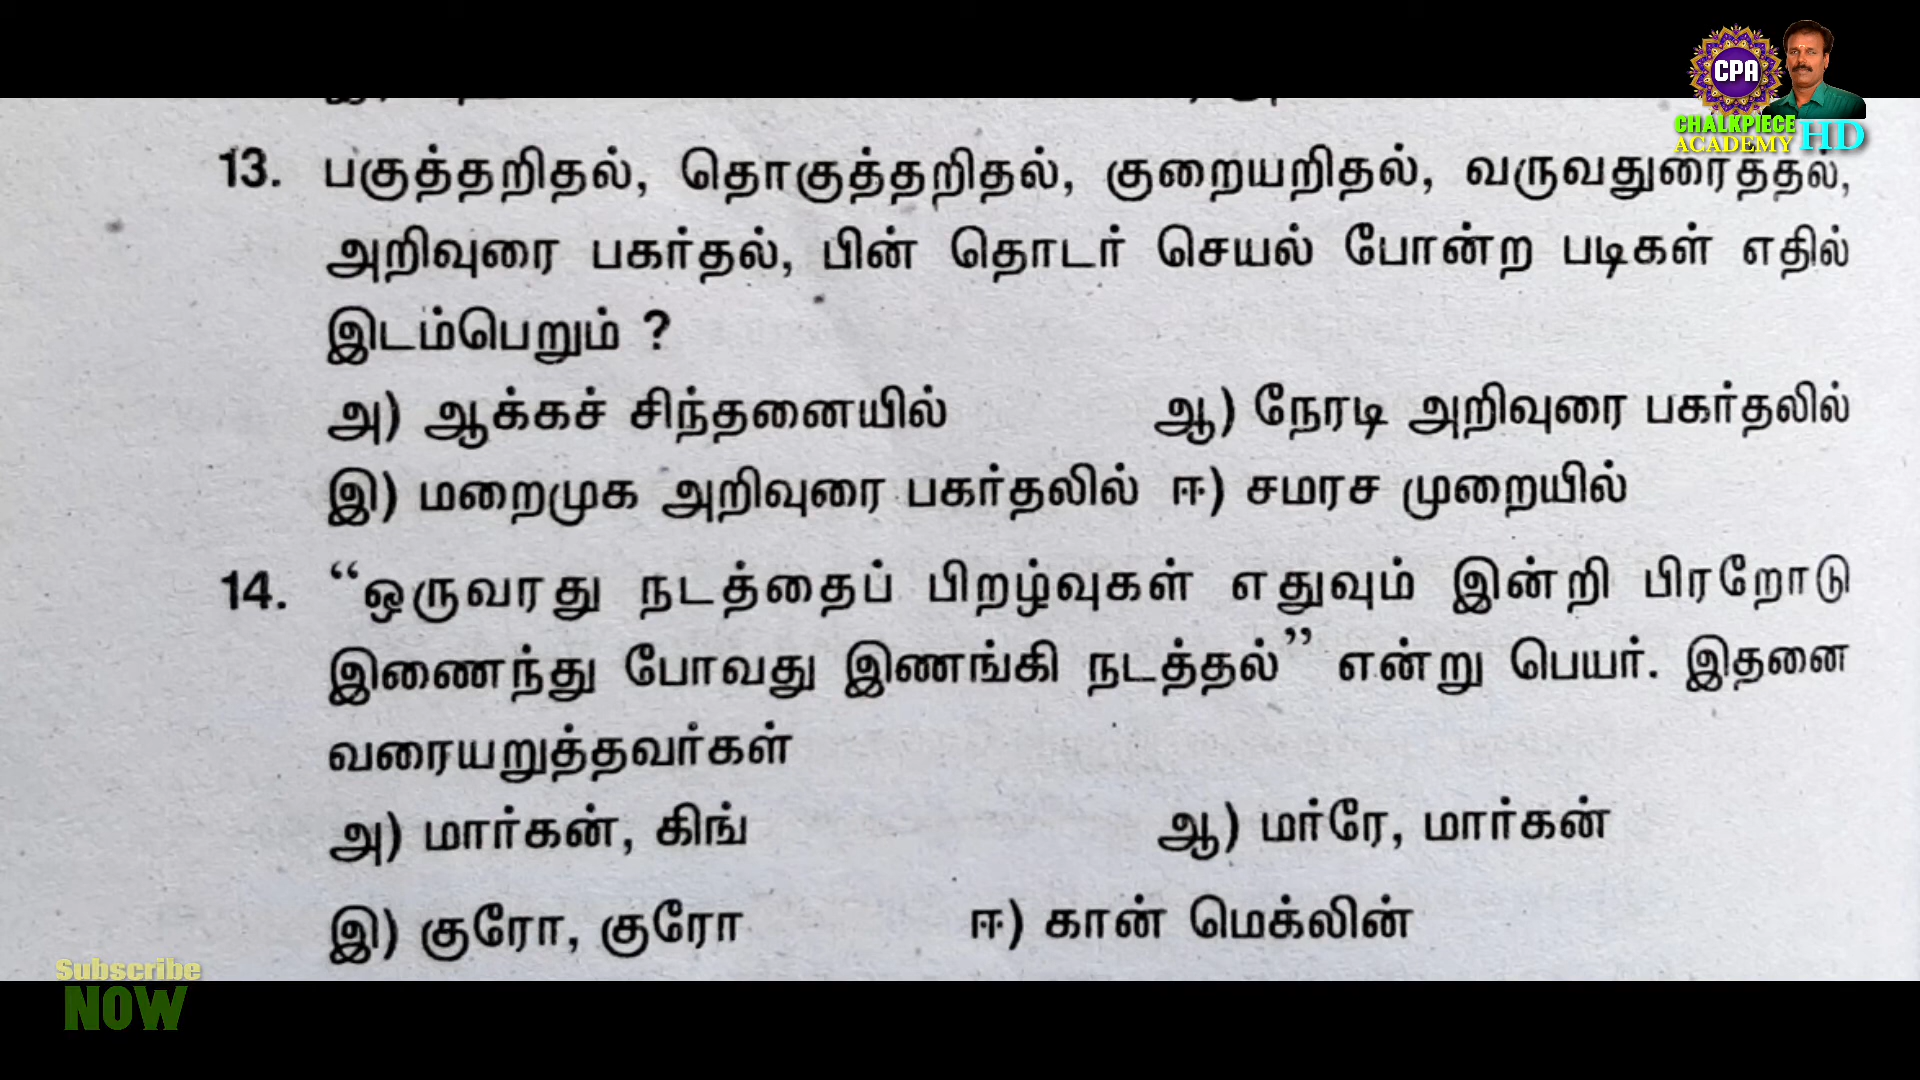 CPA
CHALKPIECE
ACADEMY HD
13. பகுத்தறிதல், தொகுத்தறிதல், குறையறிதல், வருவதுரைத்தல்,
அறிவுரை பகர்தல், பின் தொடர் செயல் போன்ற படிகள் எதில்
இடம்பெறும் ?
அ) ஆக்கச் சிந்தனையில் ஆ) நேரடி அறிவுரை பகர்தலில்
இ) மறைமுக அறிவுரை பகர்தலில் ஈ) சமரச முறையில்
14. “ஒருவரது நடத்தைப் பிறழ்வுகள் எதுவும் இன்றி பிரறோடு
இணைந்து போவது இணங்கி நடத்தல்” என்று பெயர். இதனை
வரையறுத்தவர்கள்
அ) மார்கன், கிங் ஆ) மர்ரே, மார்கன்
இ) குரோ, குரோ ஈ) கான் மெக்லின்
Subscribe
NOW